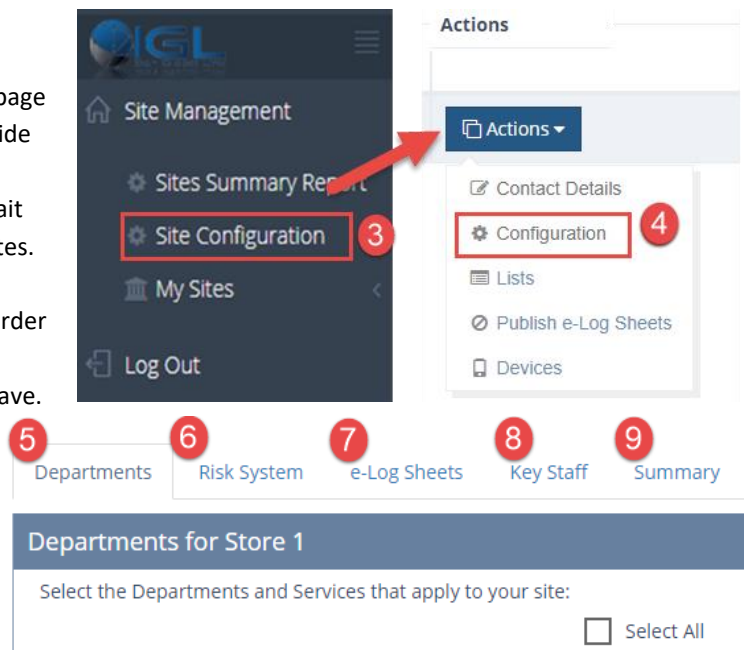 page
ide
ait
tes.
rder
ave.
IGL
Site Management
Sites Summary Report
Site Configuration
3
My Sites
Log Out
Actions
Actions
Contact Details
Configuration
4
Lists
Publish e-Log Sheets
Devices
5 6 7 8 9
Departments Risk System e-Log Sheets Key Staff Summary
Departments for Store 1
Select the Departments and Services that apply to your site:
Select All